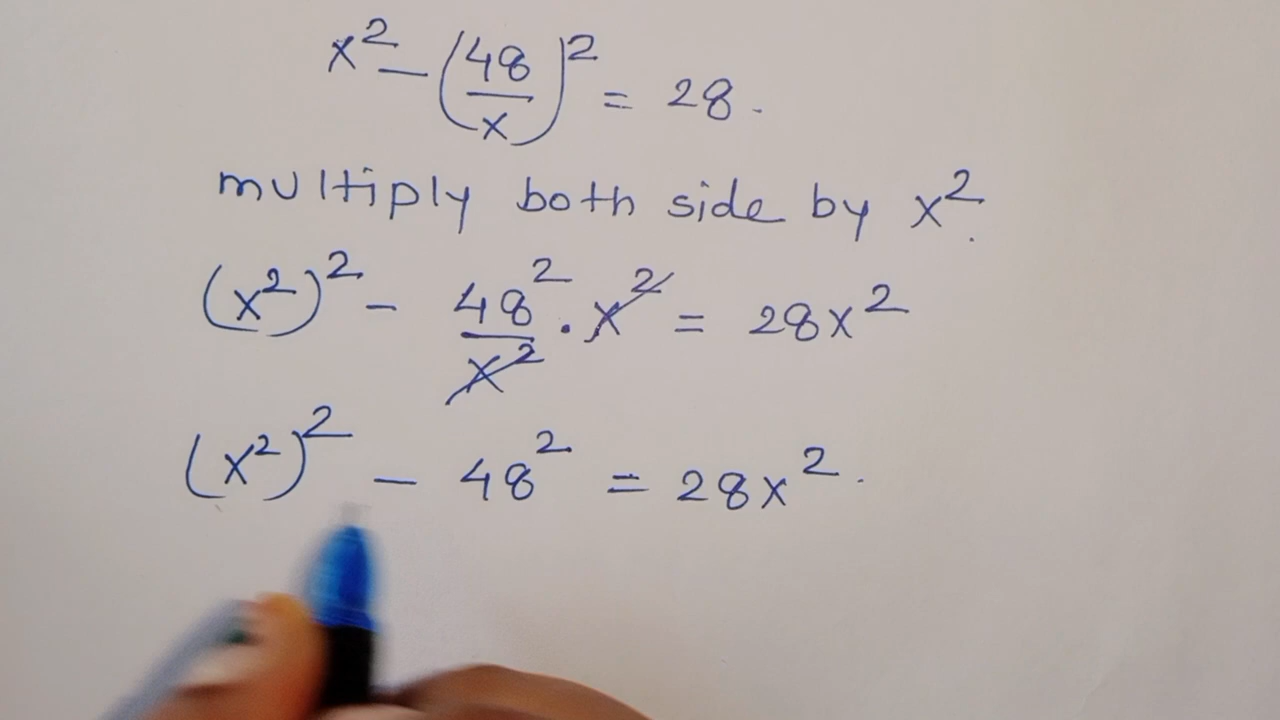 x² - (48/x)² = 28.
multiply both side by x².
(x²)² - 48²/x² . x² = 28x²
(x²)² - 48² = 28x².